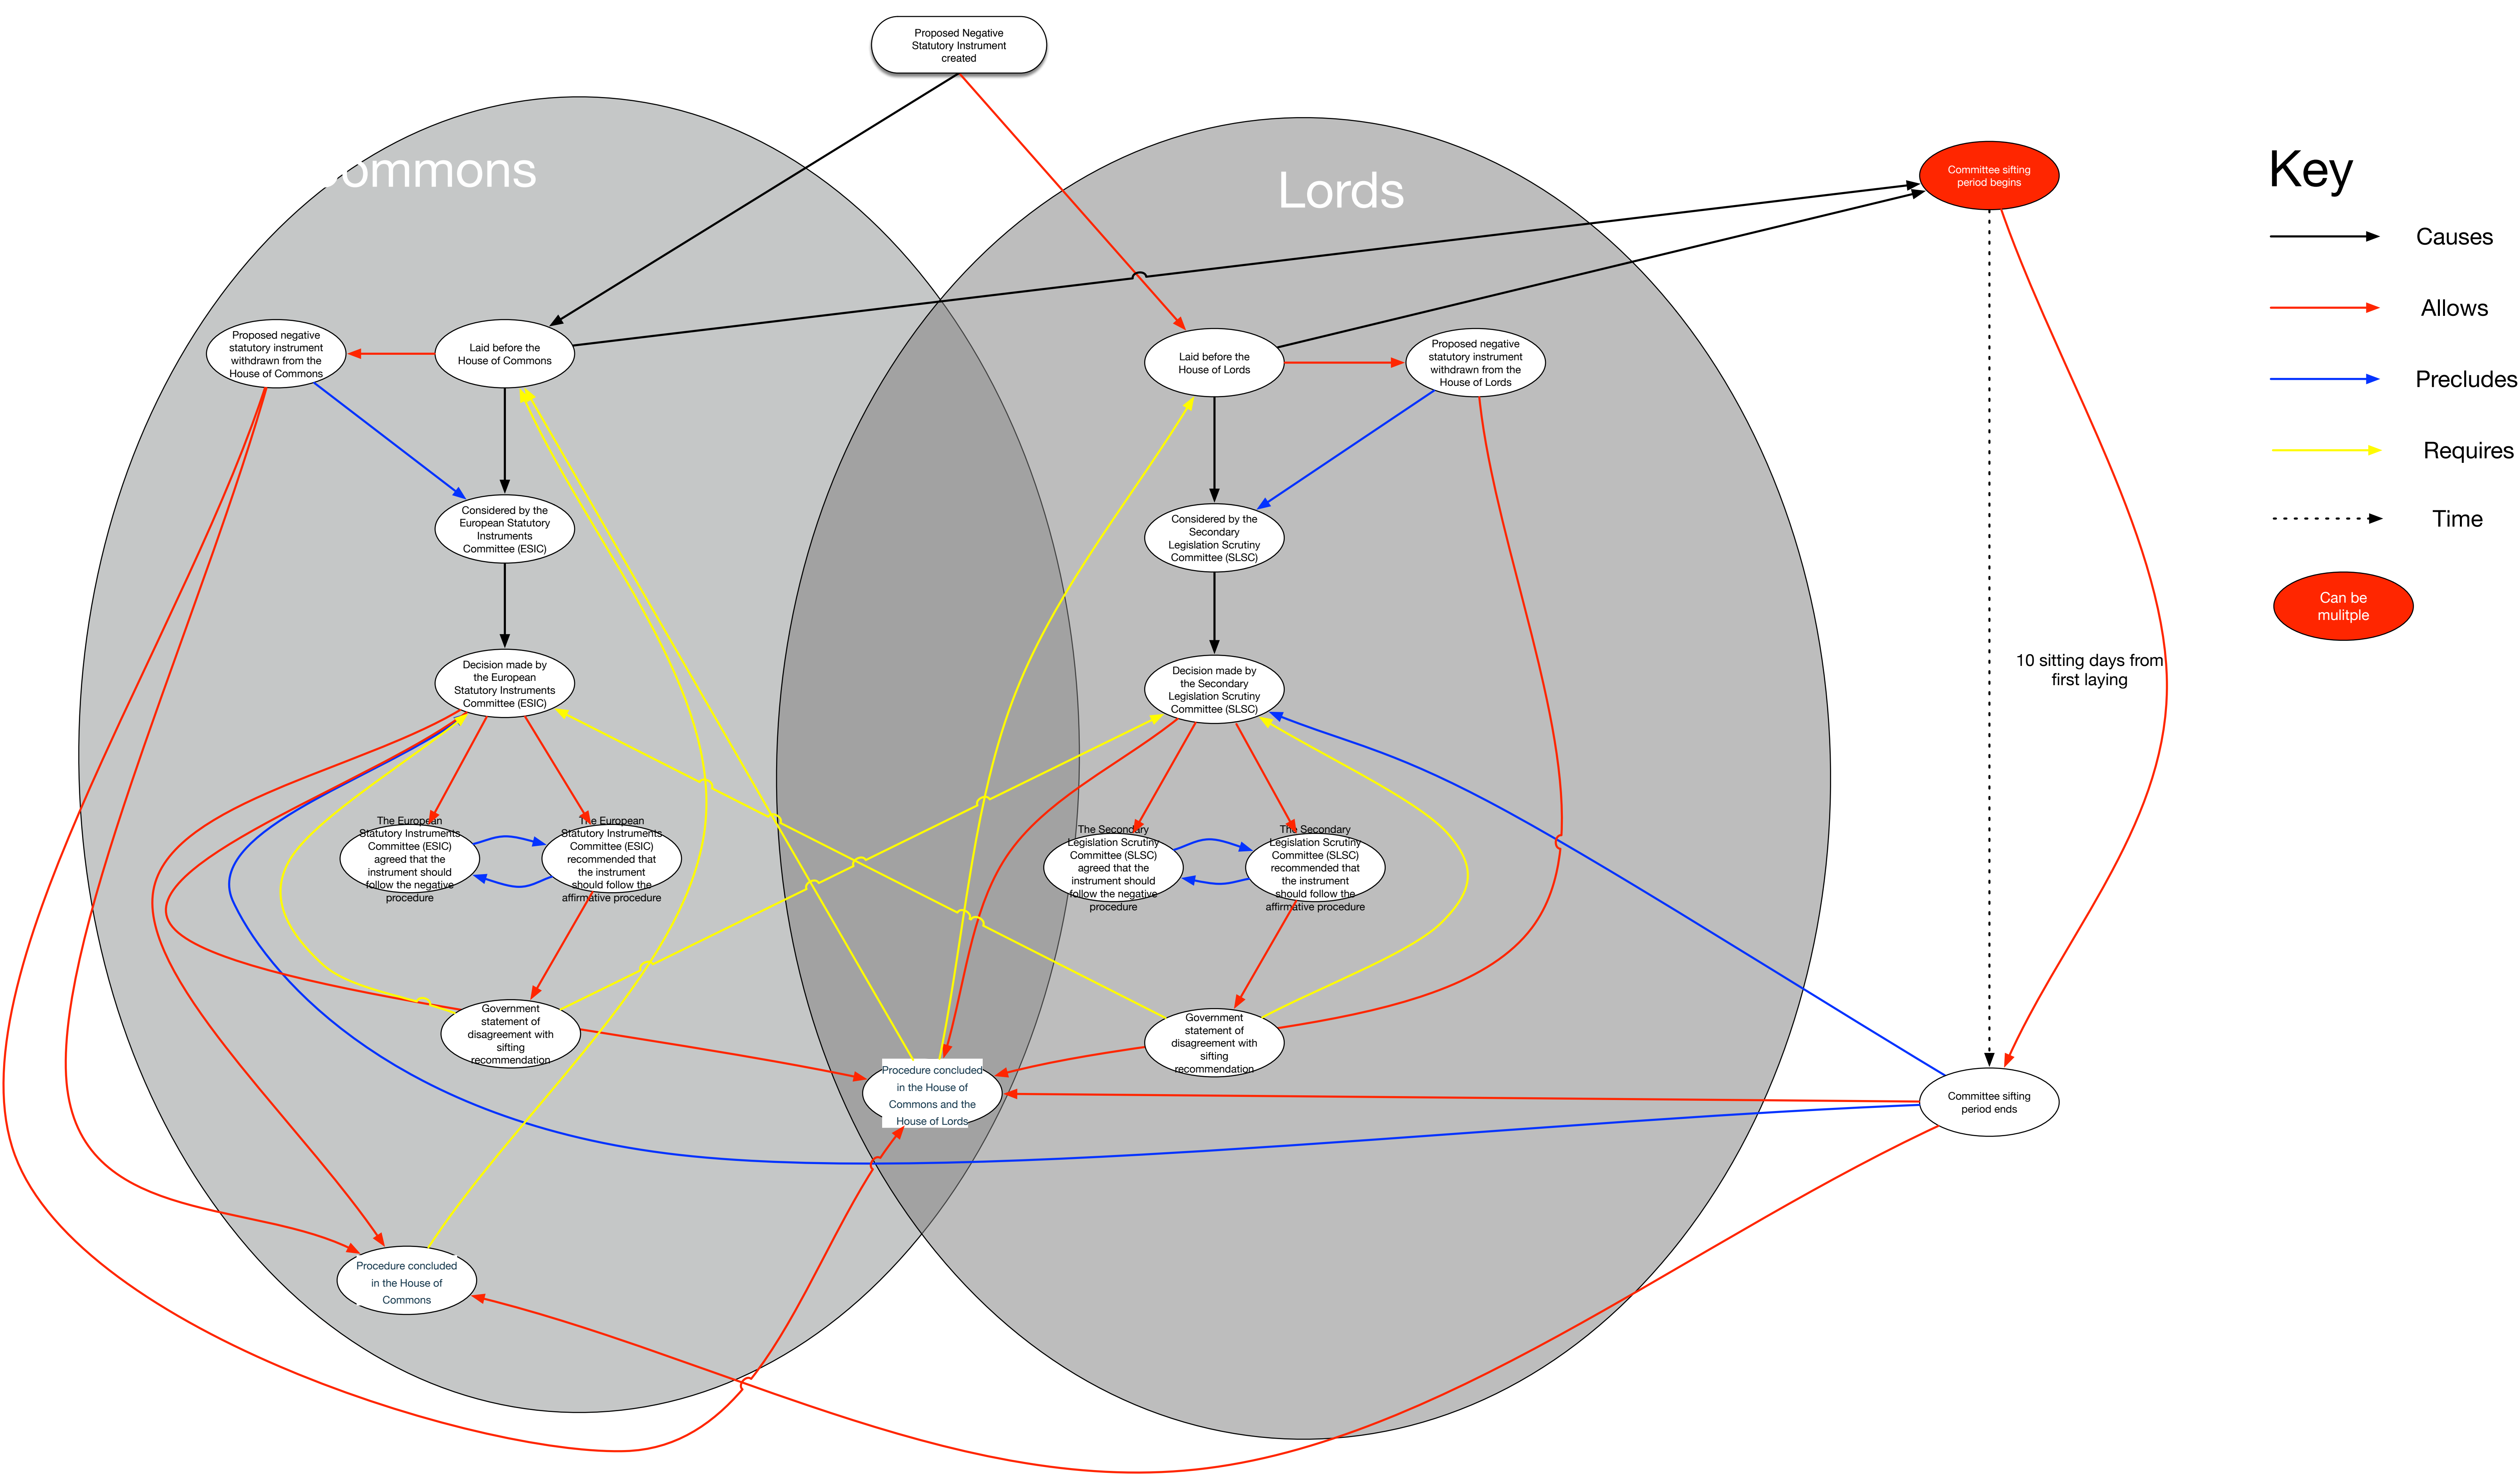 Proposed Negative
Statutory Instrument
created
Commons
Lords
Committee sifting
period begins
Key
Causes
Allows
Precludes
Requires
Time
Can be
mulitple
Proposed negative
statutory instrument
withdrawn from the
House of Commons
Laid before the
House of Commons
Laid before the
House of Lords
Proposed negative
statutory instrument
withdrawn from the
House of Lords
Considered by the
European Statutory
Instruments
Committee (ESIC)
Considered by the
Secondary
Legislation Scrutiny
Committee (SLSC)
Decision made by
the European
Statutory Instruments
Committee (ESIC)
Decision made by
the Secondary
Legislation Scrutiny
Committee (SLSC)
10 sitting days from
first laying
The European
Statutory Instruments
Committee (ESIC)
agreed that the
instrument should
follow the negative
procedure
The European
Statutory Instruments
Committee (ESIC)
recommended that
the instrument
should follow the
affirmative procedure
The Secondary
Legislation Scrutiny
Committee (SLSC)
agreed that the
instrument should
follow the negative
procedure
The Secondary
Legislation Scrutiny
Committee (SLSC)
recommended that
the instrument
should follow the
affirmative procedure
Government
statement of
disagreement with
sifting
recommendation
Government
statement of
disagreement with
sifting
recommendation
Procedure concluded
in the House of
Commons and the
House of Lords
Committee sifting
period ends
Procedure concluded
in the House of
Commons